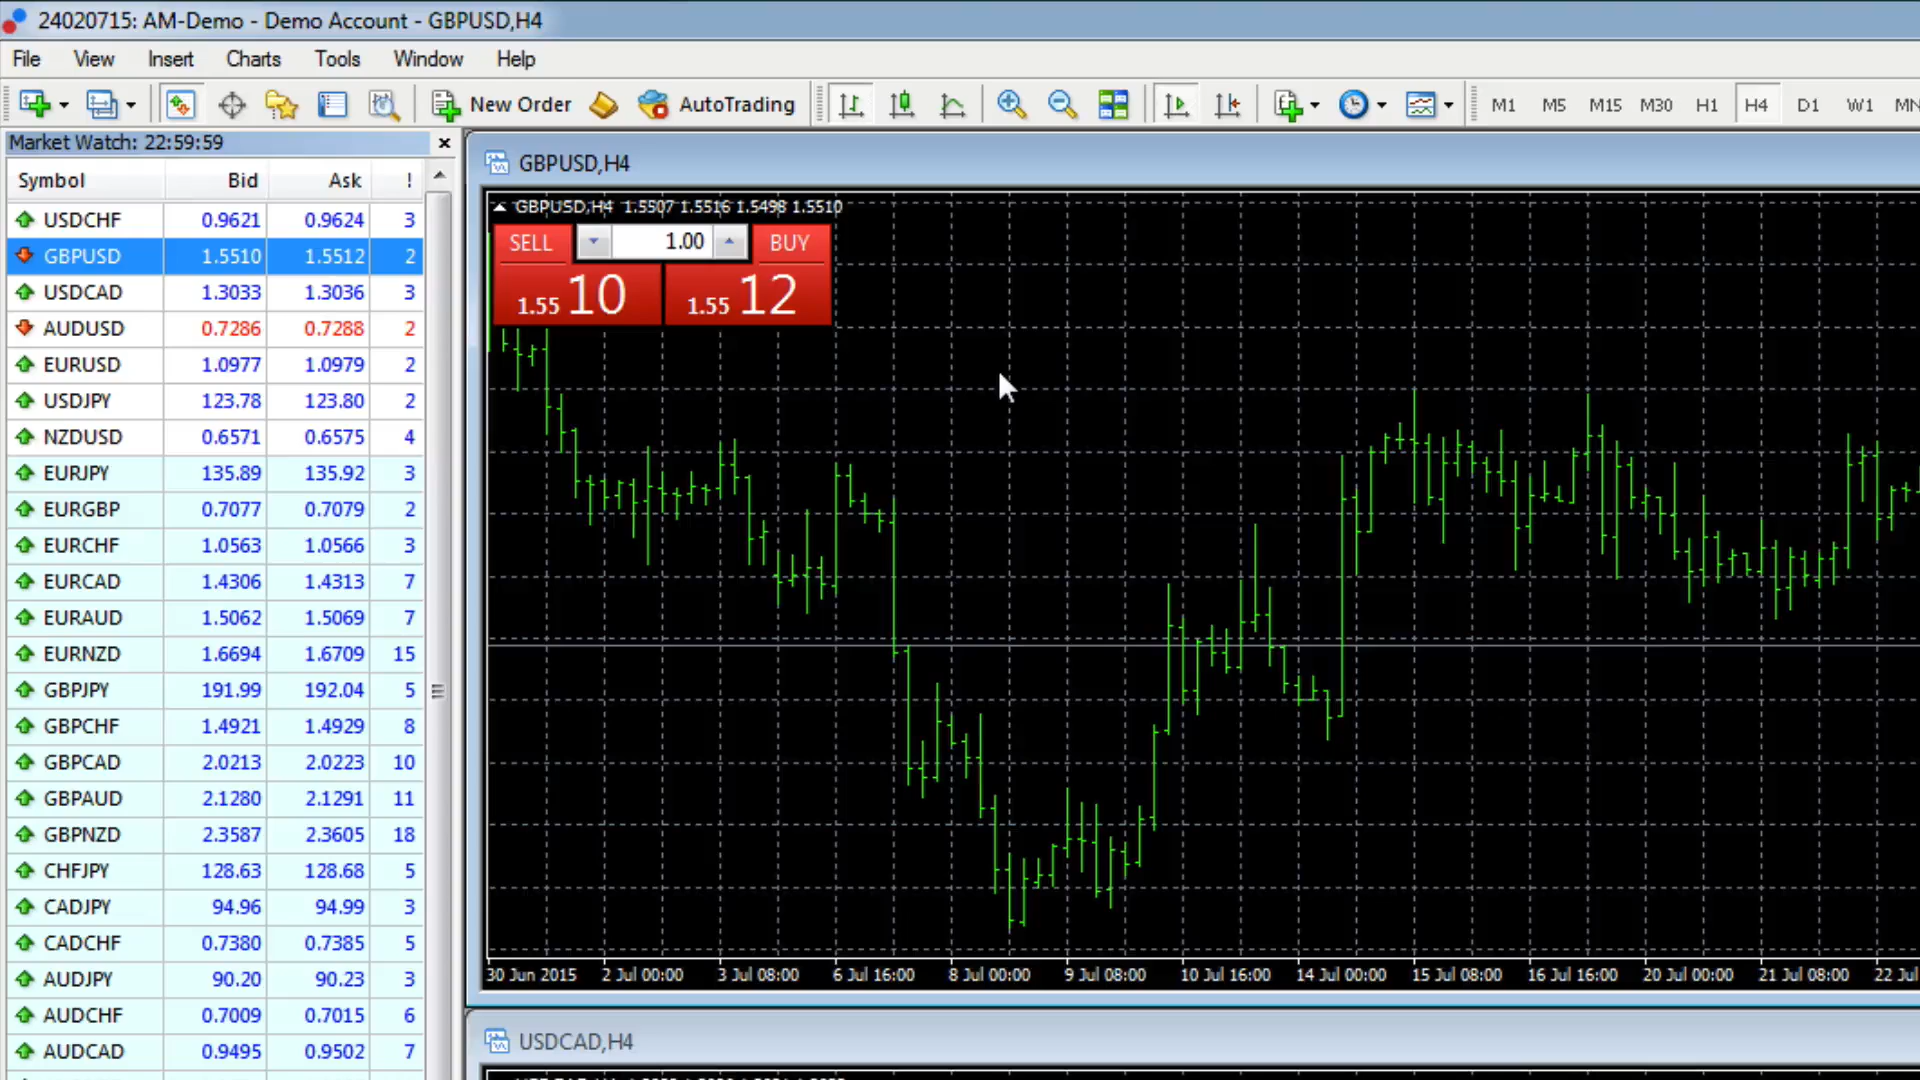 24020715: AM-Demo - Demo Account - GBPUSD,H4
File View Insert Charts Tools Window Help
New Order AutoTrading M1 M5 M15 M30 H1 H4 D1 W1 MN
Market Watch: 22:59:59
Symbol Bid Ask !
USDCHF 0.9621 0.9624 3
GBPUSD 1.5510 1.5512 2
USDCAD 1.3033 1.3036 3
AUDUSD 0.7286 0.7288 2
EURUSD 1.0977 1.0979 2
USDJPY 123.78 123.80 2
NZDUSD 0.6571 0.6575 4
EURJPY 135.89 135.92 3
EURGBP 0.7077 0.7079 2
EURCHF 1.0563 1.0566 3
EURCAD 1.4306 1.4313 7
EURAUD 1.5062 1.5069 7
EURNZD 1.6694 1.6709 15
GBPJPY 191.99 192.04 5
GBPCHF 1.4921 1.4929 8
GBPCAD 2.0213 2.0223 10
GBPAUD 2.1280 2.1291 11
GBPNZD 2.3587 2.3605 18
CHFJPY 128.63 128.68 5
CADJPY 94.96 94.99 3
CADCHF 0.7380 0.7385 5
AUDJPY 90.20 90.23 3
AUDCHF 0.7009 0.7015 6
AUDCAD 0.9495 0.9502 7
GBPUSD,H4
GBPUSD,H4 1.5507 1.5516 1.5498 1.5510
SELL 1.00 BUY
1.55 10 1.55 12
30 Jun 2015 2 Jul 00:00 3 Jul 08:00 6 Jul 16:00 8 Jul 00:00 9 Jul 08:00 10 Jul 16:00 14 Jul 00:00 15 Jul 08:00 16 Jul 16:00 20 Jul 00:00 21 Jul 08:00 22 Jul
USDCAD,H4